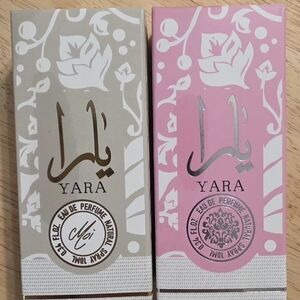 يارا
YARA
0.34 FL.OZ. EAU DE PERFUME NATURAL SPRAY 10ML
Moi
يارا
YARA
0.34 FL.OZ. EAU DE PERFUME NATURAL SPRAY 10ML